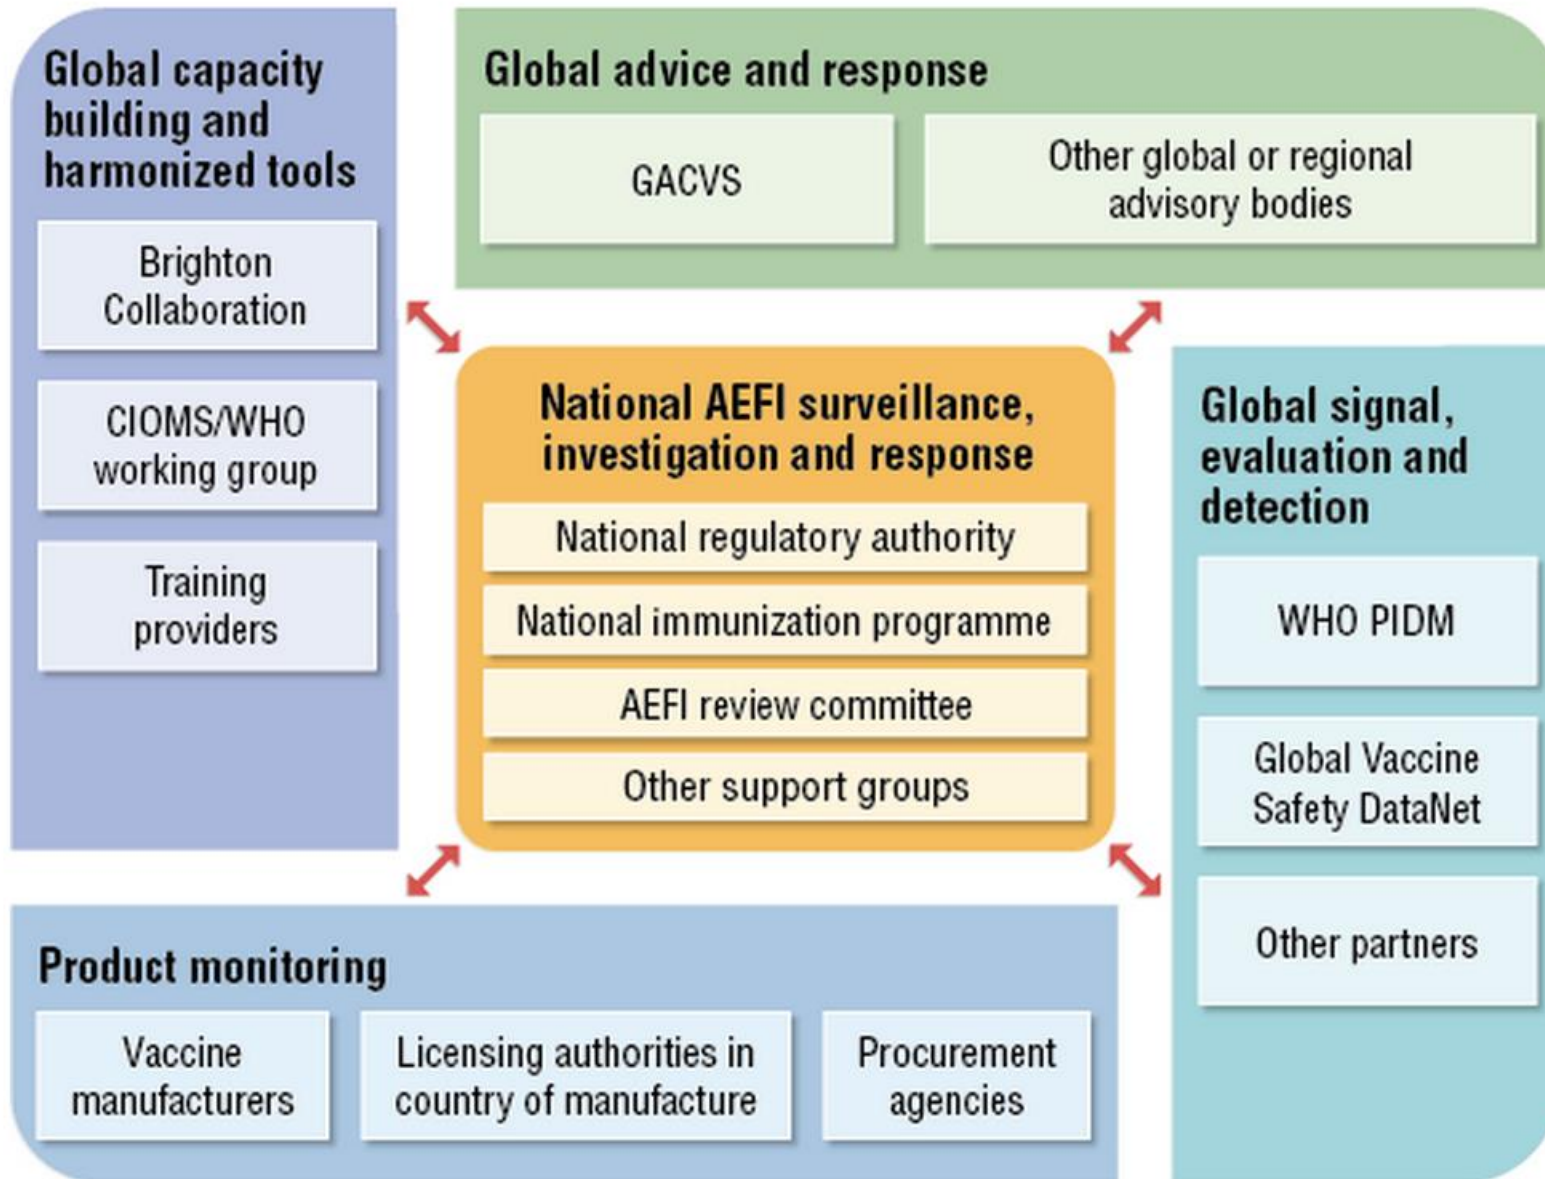 Global capacity
building and
harmonized tools
Brighton
Collaboration
CIOMS/WHO
working group
Training
providers
Global advice and response
GACVS
Other global or regional
advisory bodies
National AEFI surveillance,
investigation and response
National regulatory authority
National immunization programme
AEFI review committee
Other support groups
Global signal,
evaluation and
detection
WHO PIDM
Global Vaccine
Safety DataNet
Other partners
Product monitoring
Vaccine
manufacturers
Licensing authorities in
country of manufacture
Procurement
agencies